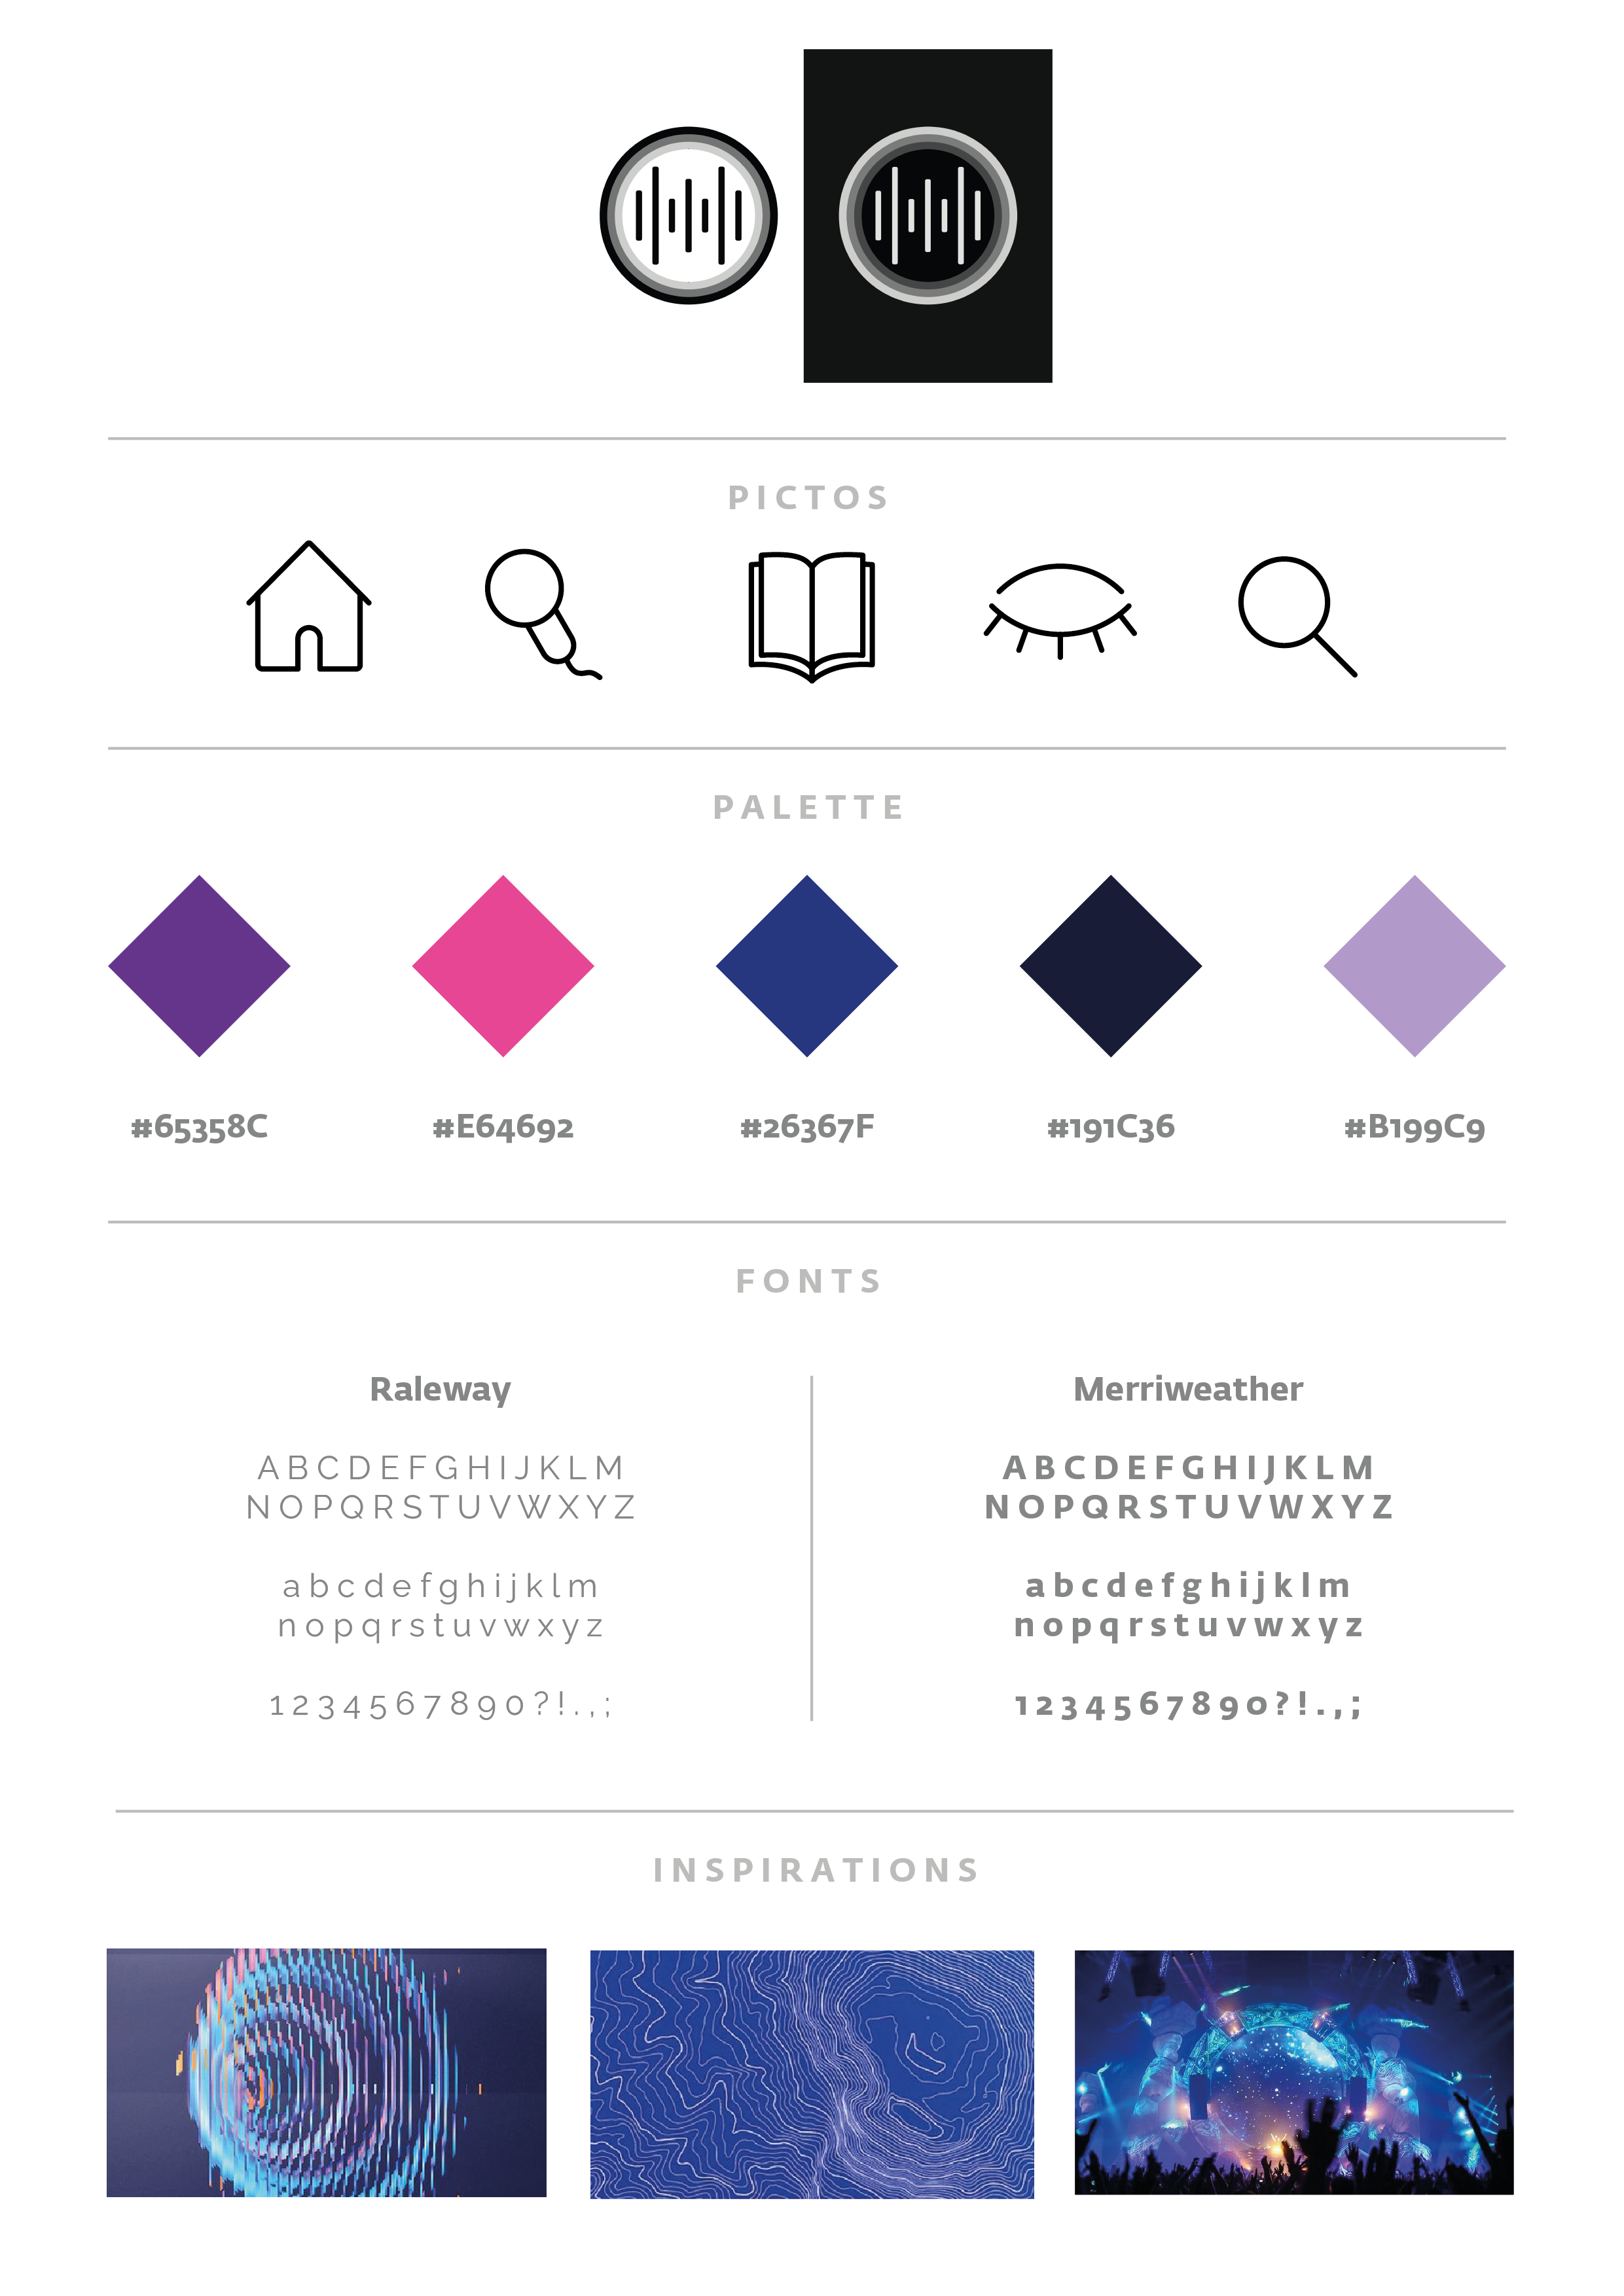 PICTOS
PALETTE
#65358C #E64692 #26367F #191C36 #B199C9
FONTS
Raleway
ABCDEFGHIJKLM
NOPQRSTUVWXYZ
abcdefghijklm
nopqrstuvwxyz
1234567890?!.,;
Merriweather
ABCDEFGHIJKLM
NOPQRSTUVWXYZ
abcdefghijklm
nopqrstuvwxyz
1234567890?!.,;
INSPIRATIONS